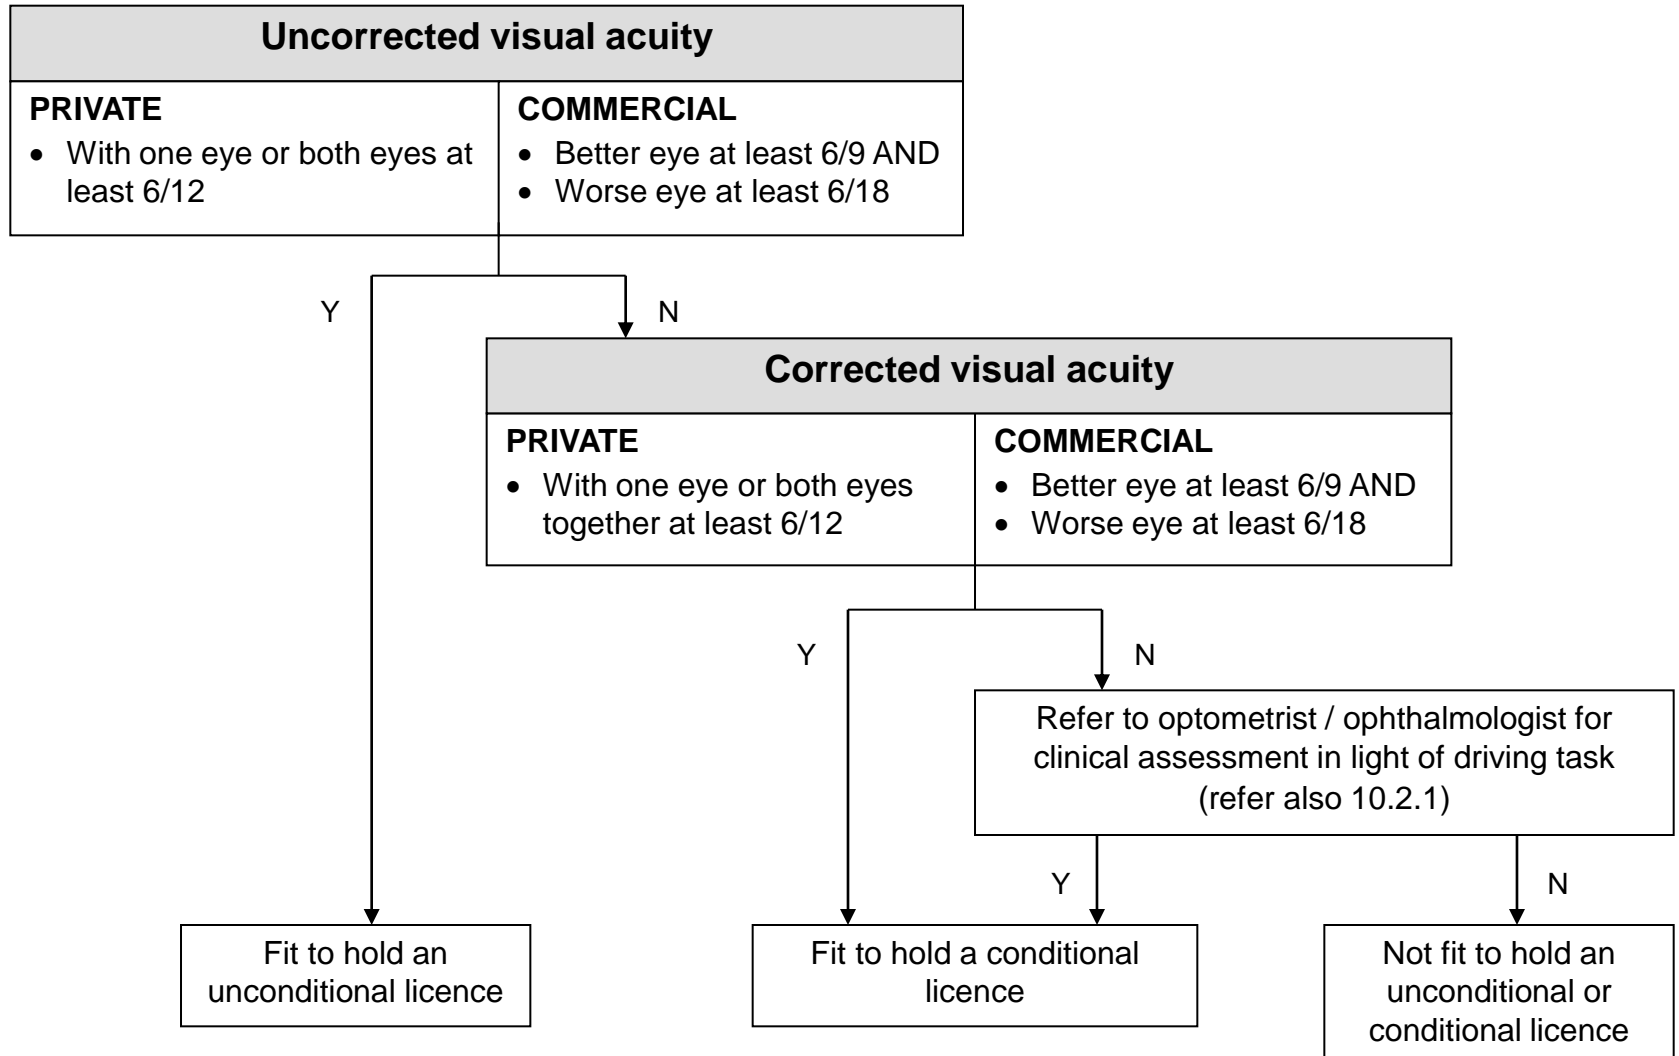 Uncorrected visual acuity
PRIVATE
• With one eye or both eyes at
least 6/12
COMMERCIAL
• Better eye at least 6/9 AND
• Worse eye at least 6/18
Y
N
Corrected visual acuity
PRIVATE
• With one eye or both eyes
together at least 6/12
COMMERCIAL
• Better eye at least 6/9 AND
• Worse eye at least 6/18
Y
N
Refer to optometrist / ophthalmologist for
clinical assessment in light of driving task
(refer also 10.2.1)
Y
N
Fit to hold an
unconditional licence
Fit to hold a conditional
licence
Not fit to hold an
unconditional or
conditional licence